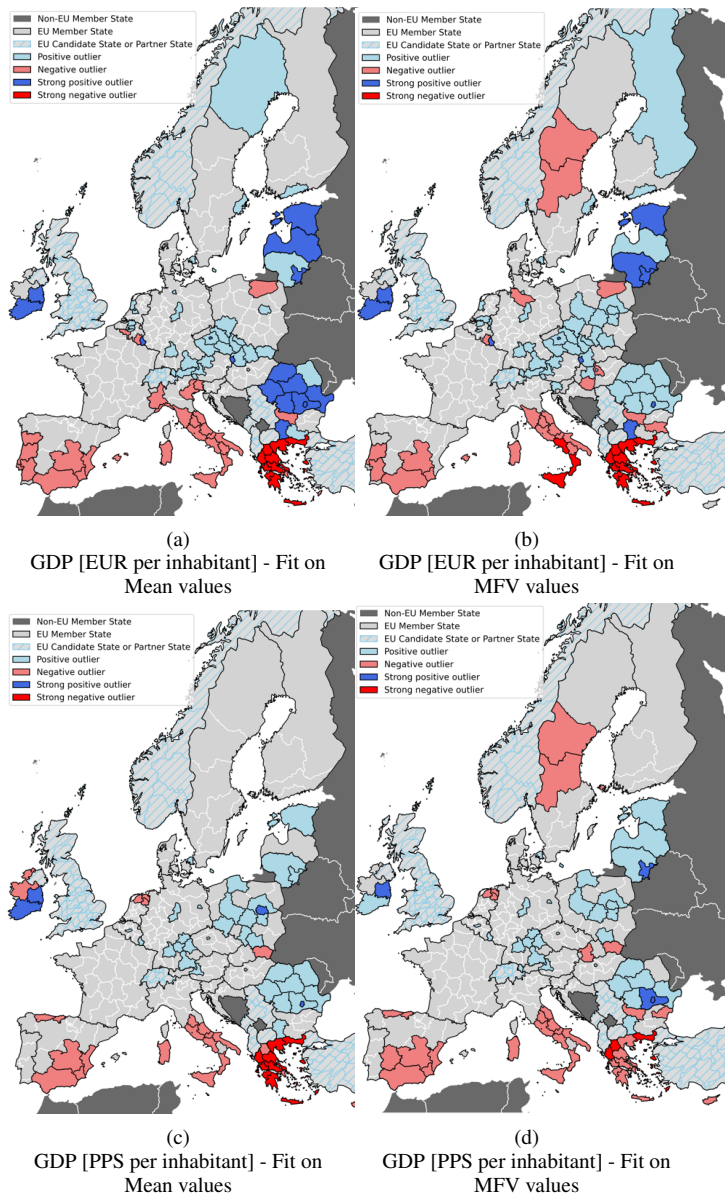 Non-EU Member State
EU Member State
EU Candidate State or Partner State
Positive outlier
Negative outlier
Strong positive outlier
Strong negative outlier
Non-EU Member State
EU Member State
EU Candidate State or Partner State
Positive outlier
Negative outlier
Strong positive outlier
Strong negative outlier
(a)
GDP [EUR per inhabitant] - Fit on
Mean values
(b)
GDP [EUR per inhabitant] - Fit on
MFV values
Non-EU Member State
EU Member State
EU Candidate State or Partner State
Positive outlier
Negative outlier
Strong positive outlier
Strong negative outlier
Non-EU Member State
EU Member State
EU Candidate State or Partner State
Positive outlier
Negative outlier
Strong positive outlier
Strong negative outlier
(c)
GDP [PPS per inhabitant] - Fit on
Mean values
(d)
GDP [PPS per inhabitant] - Fit on
MFV values